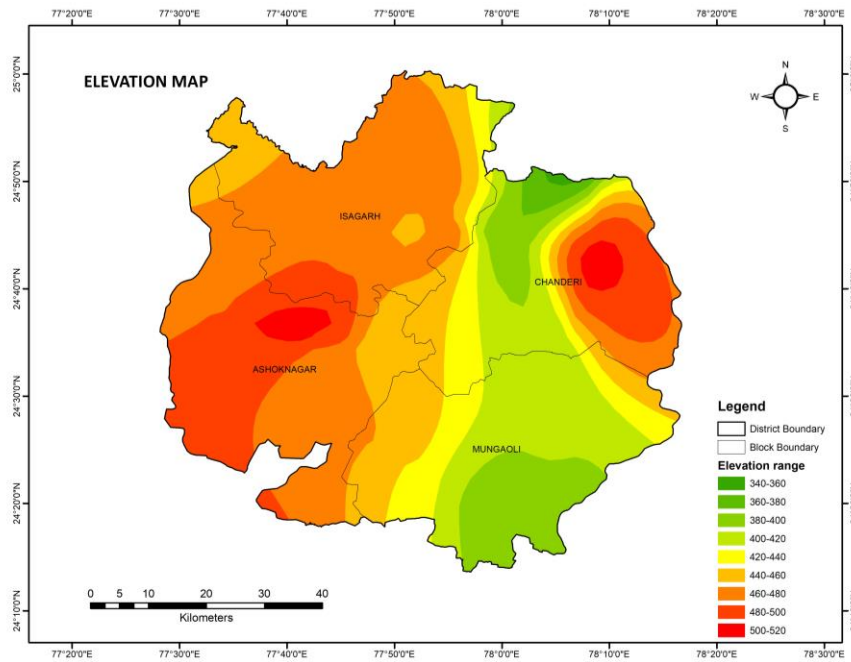 77°20'0"E 77°30'0"E 77°40'0"E 77°50'0"E 78°0'0"E 78°10'0"E 78°20'0"E 78°30'0"E
ELEVATION MAP
N
W E
S
25°0'0"N
24°50'0"N
24°40'0"N
24°30'0"N
24°20'0"N
24°10'0"N
ISAGARH
CHANDERI
ASHOKNAGAR
MUNGAOLI
Legend
District Boundary
Block Boundary
Elevation range
340-360
360-380
380-400
400-420
420-440
440-460
460-480
480-500
500-520
0 5 10 20 30 40
Kilometers
77°20'0"E 77°30'0"E 77°40'0"E 77°50'0"E 78°0'0"E 78°10'0"E 78°20'0"E 78°30'0"E